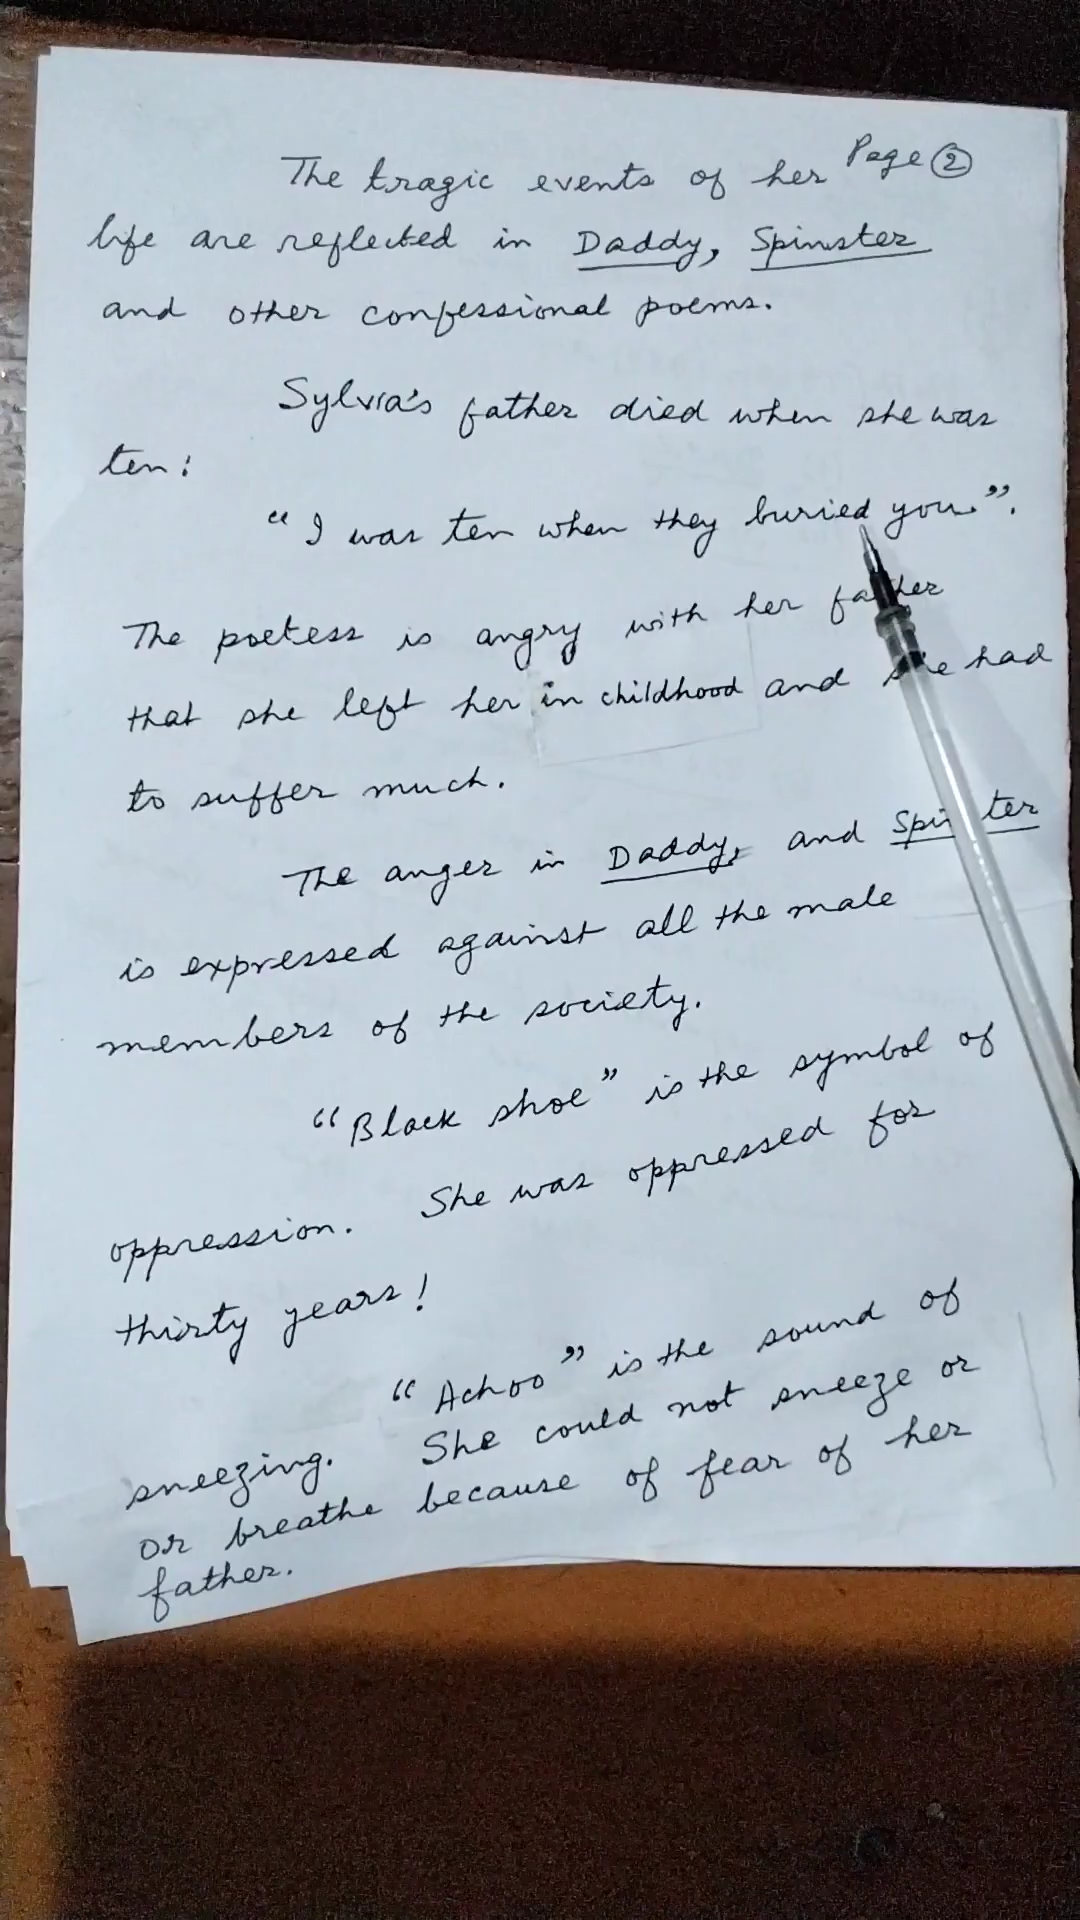 Page 2
The tragic events of her
life are reflected in Daddy, Spinster
and other confessional poems.
Sylvia's father died when she was
ten:
"I was ten when they buried you.".
The poetess is angry with her father
that she left her in childhood and she had
to suffer much.
The anger in Daddy, and Spinster
is expressed against all the male
members of the society.
"Black shoe" is the symbol of
oppression. She was oppressed for
thirty years!
"Achoo" is the sound of
sneezing. She could not sneeze or
or breathe because of fear of her
father.